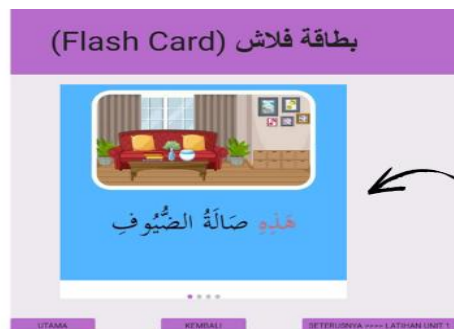 بطاقة فلاش (Flash Card)
هَذِهِ صَالَةُ الضُّيُوفِ
UTAMA
KEMBALI
SETERUSNYA >>>> LATIHAN UNIT 1